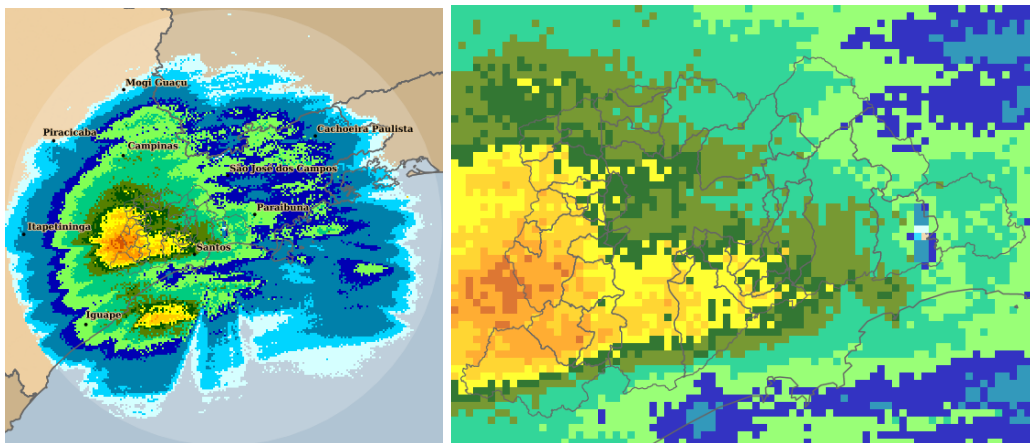 Mogi Guaçu
Piracicaba
Cachoeira Paulista
Campinas
São José dos Campos
Paraibuna
Itapetininga
Santos
Iguape